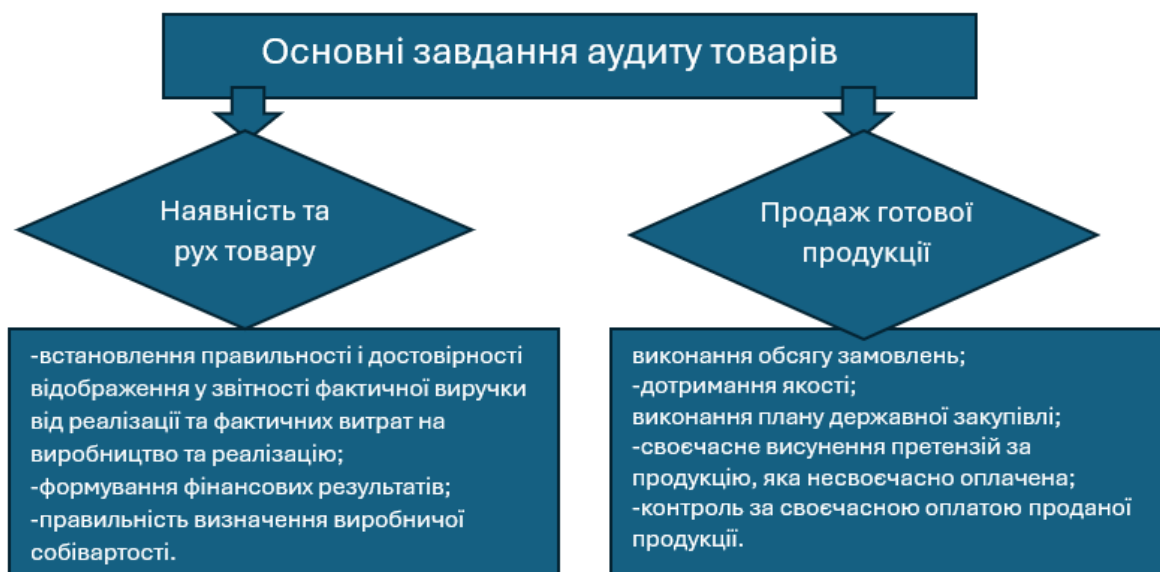 Основні завдання аудиту товарів
Наявність та
рух товару
Продаж готової
продукції
-встановлення правильності і достовірності
відображення у звітності фактичної виручки
від реалізації та фактичних витрат на
виробництво та реалізацію;
-формування фінансових результатів;
-правильність визначення виробничої
собівартості.
виконання обсягу замовлень;
-дотримання якості;
виконання плану державної закупівлі;
-своєчасне висунення претензій за
продукцію, яка несвоєчасно оплачена;
-контроль за своєчасною оплатою проданої
продукції.